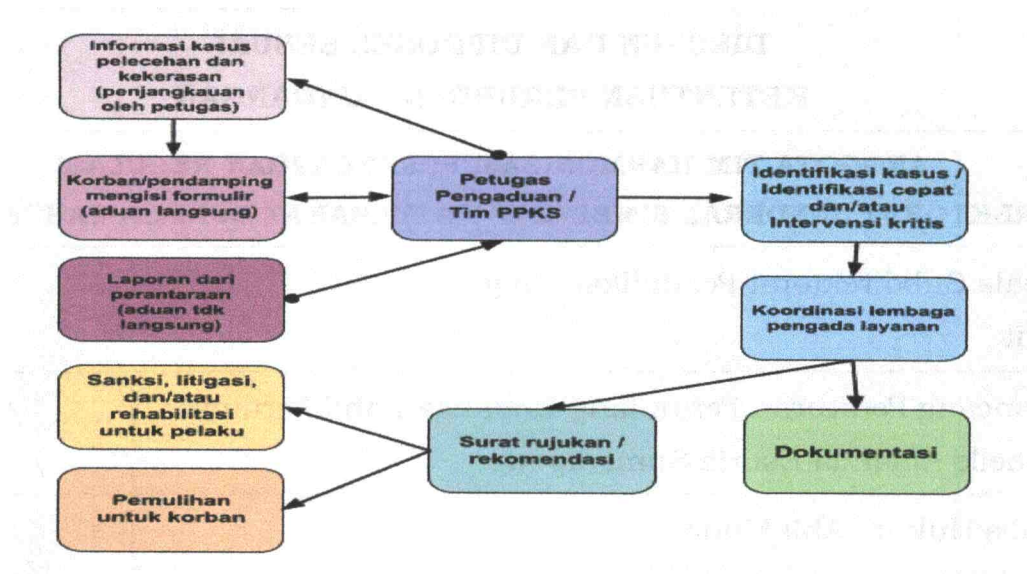 Informasi kasus
pelecehan dan
kekerasan
(penjangkauan
oleh petugas)
Korban/pendamping
mengisi formulir
(aduan langsung)
Petugas
Pengaduan /
Tim PPKS
Identifikasi kasus /
Identifikasi cepat
dan/atau
Intervensi kritis
Laporan dari
perantaraan
(aduan tdk
langsung)
Koordinasi lembaga
pengada layanan
Sanksi, litigasi,
dan/atau
rehabilitasi
untuk pelaku
Surat rujukan /
rekomendasi
Dokumentasi
Pemulihan
untuk korban